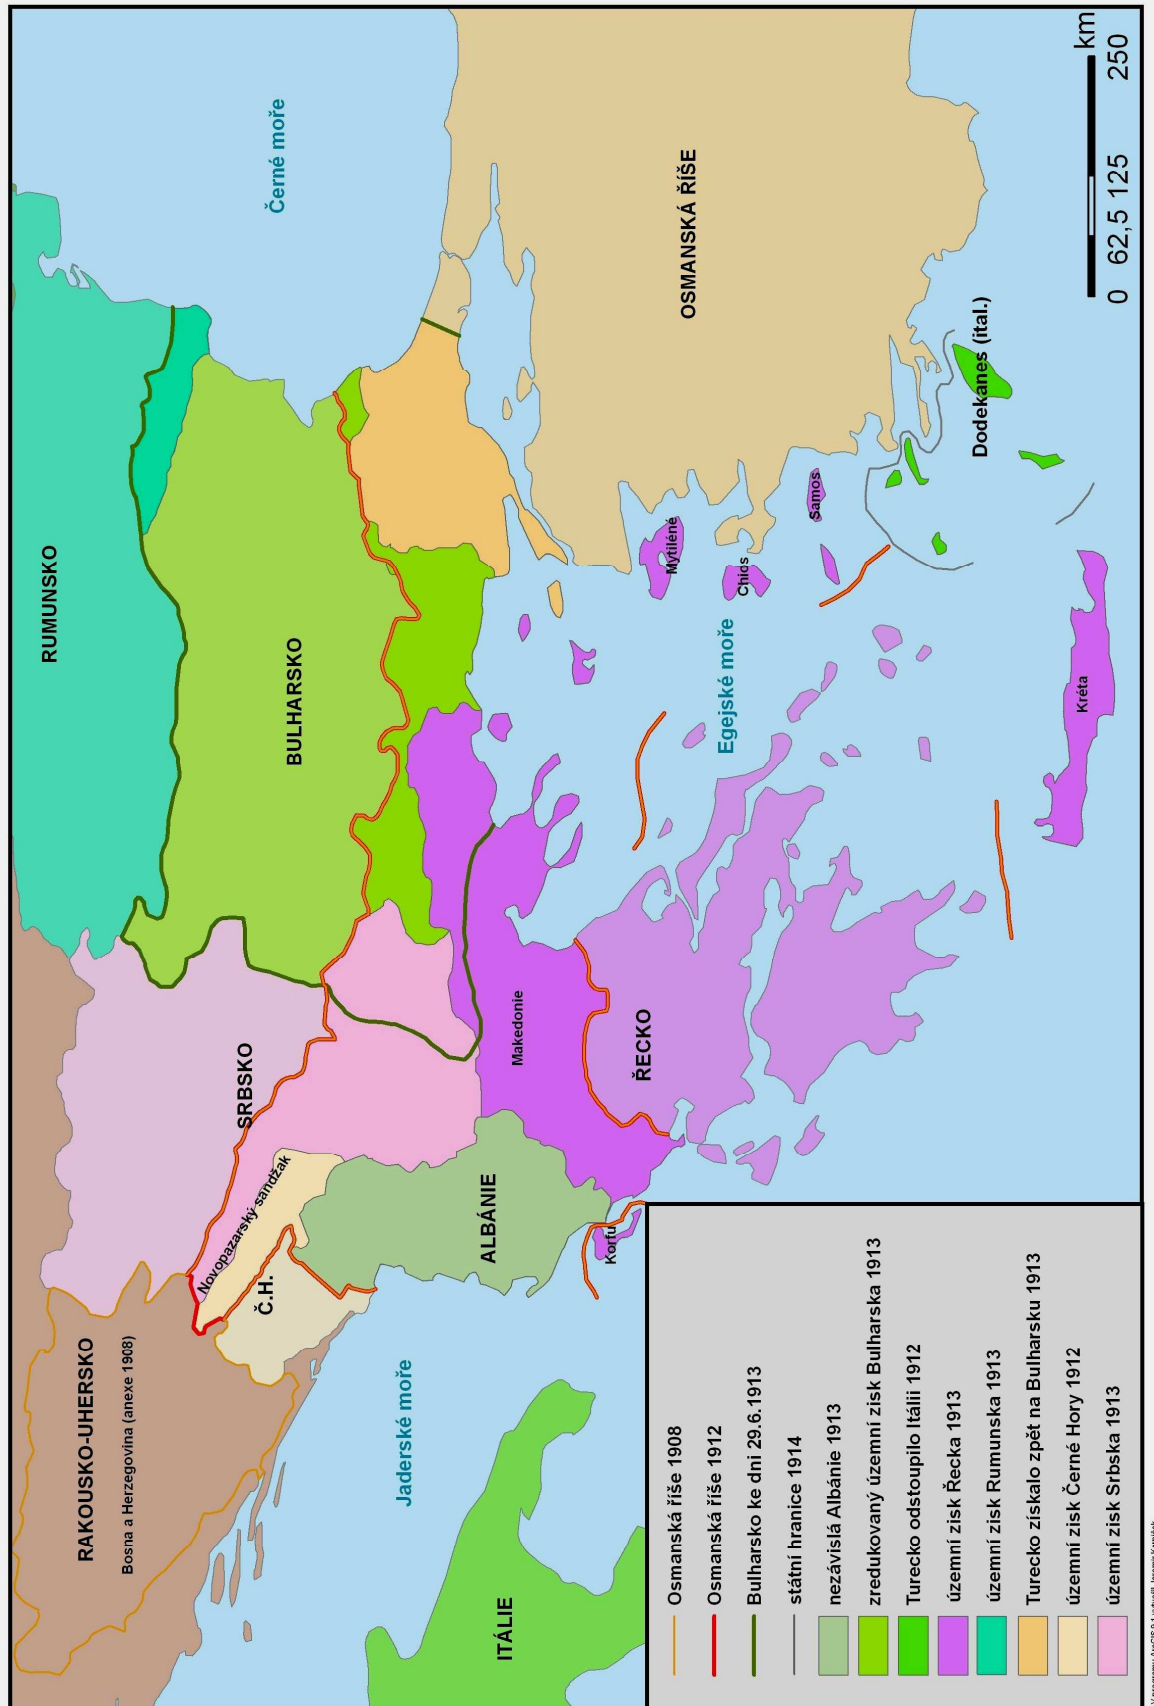 RAKOUSKO-UHERSKO
Bosna a Herzegovina (anexe 1908)
RUMUNSKO
SRBSKO
BULHARSKO
Černé moře
Novopazarský sandžak
Č.H.
Jaderské moře
ALBÁNIE
Makedonie
ITÁLIE
Korfu
ŘECKO
Egejské moře
Mytiléné
Chios
Samos
OSMANSKÁ ŘÍŠE
Dodekanes (ital.)
Kréta
Osmanská říše 1908
Osmanská říše 1912
Bulharsko ke dni 29.6.1913
státní hranice 1914
nezávislá Albánie 1913
zredukovaný územní zisk Bulharska 1913
Turecko odstoupilo Itálii 1912
územní zisk Řecka 1913
územní zisk Rumunska 1913
Turecko získalo zpět na Bulharsku 1913
územní zisk Černé Hory 1912
územní zisk Srbska 1913
km
0 62,5 125 250